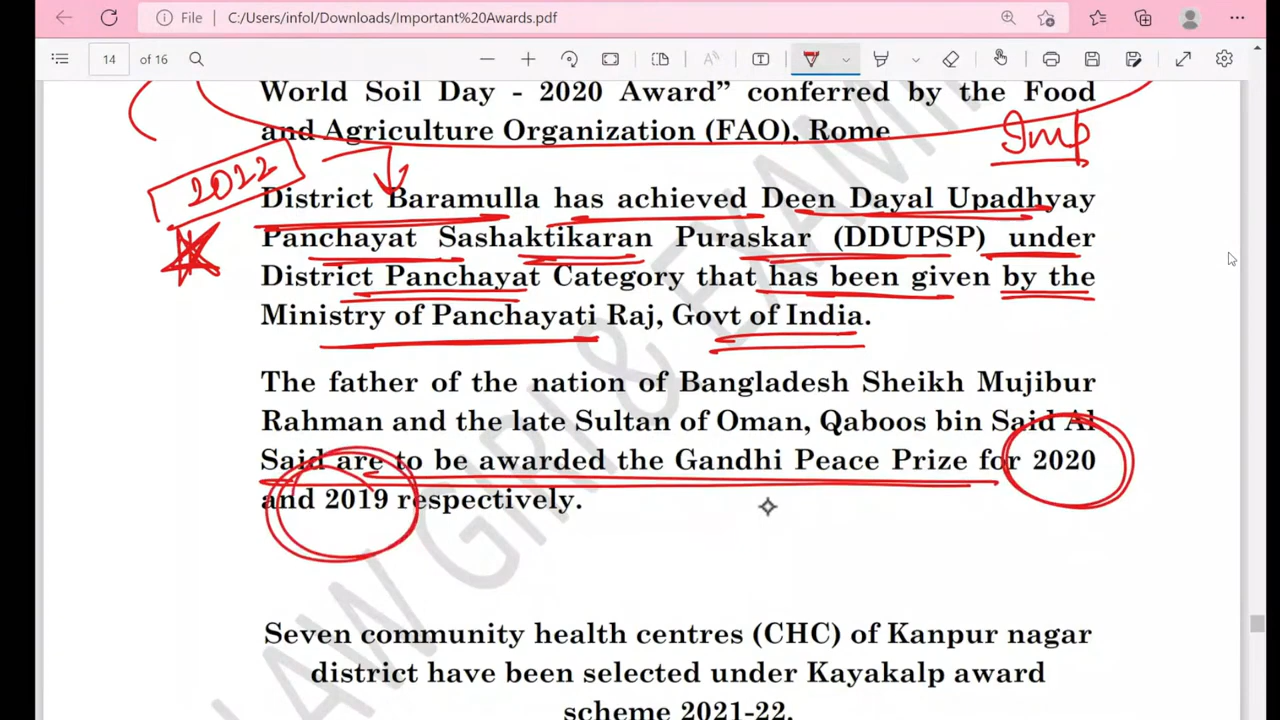 File C:/Users/infol/Downloads/Important%20Awards.pdf
14 of 16
World Soil Day - 2020 Award” conferred by the Food
and Agriculture Organization (FAO), Rome
Imp
2022
District Baramulla has achieved Deen Dayal Upadhyay
Panchayat Sashaktikaran Puraskar (DDUPSP) under
District Panchayat Category that has been given by the
Ministry of Panchayati Raj, Govt of India.
The father of the nation of Bangladesh Sheikh Mujibur
Rahman and the late Sultan of Oman, Qaboos bin Said Al
Said are to be awarded the Gandhi Peace Prize for 2020
and 2019 respectively.
Seven community health centres (CHC) of Kanpur nagar
district have been selected under Kayakalp award
scheme 2021-22.
LAW GIRI & EXAM